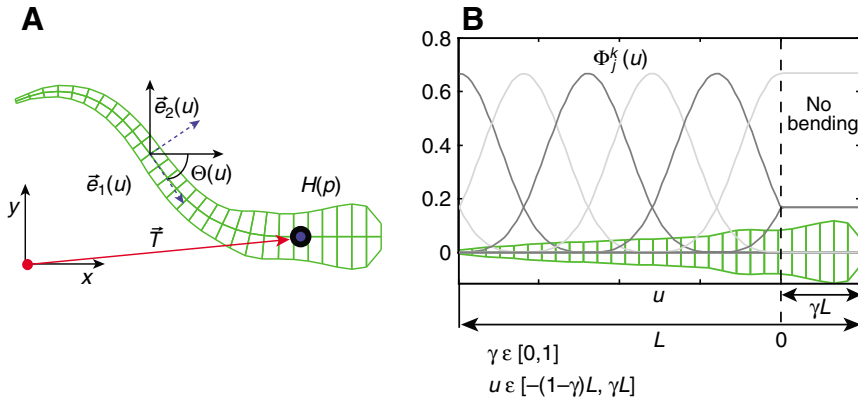 A
e⃗₂(u)
Θ(u)
e⃗₁(u)
H(p)
y
T⃗
x
B
0.8
0.6
0.4
0.2
0
Φⱼᵏ(u)
No
bending
u
γL
L
0
γ ε [0,1]
u ε [–(1–γ)L, γL]